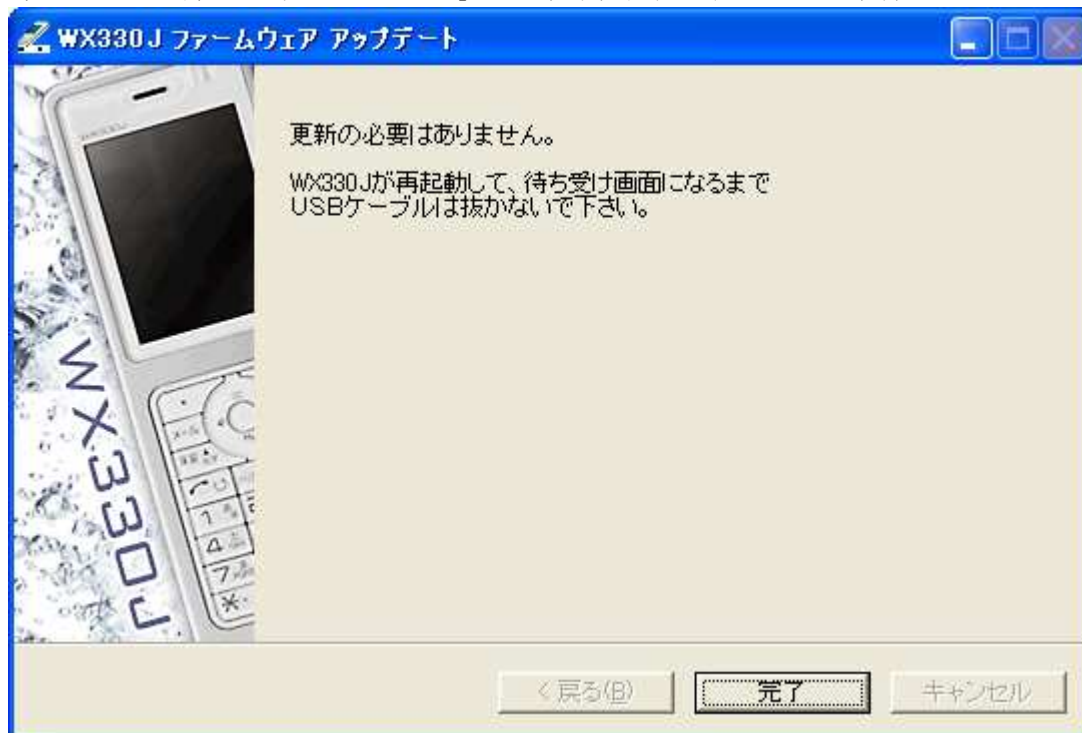 WX330J ファームウェア アップデート
更新の必要はありません。
WX330Jが再起動して、待ち受け画面になるまで
USBケーブルは抜かないで下さい。
WX330J
< 戻る(B)
完了
キャンセル